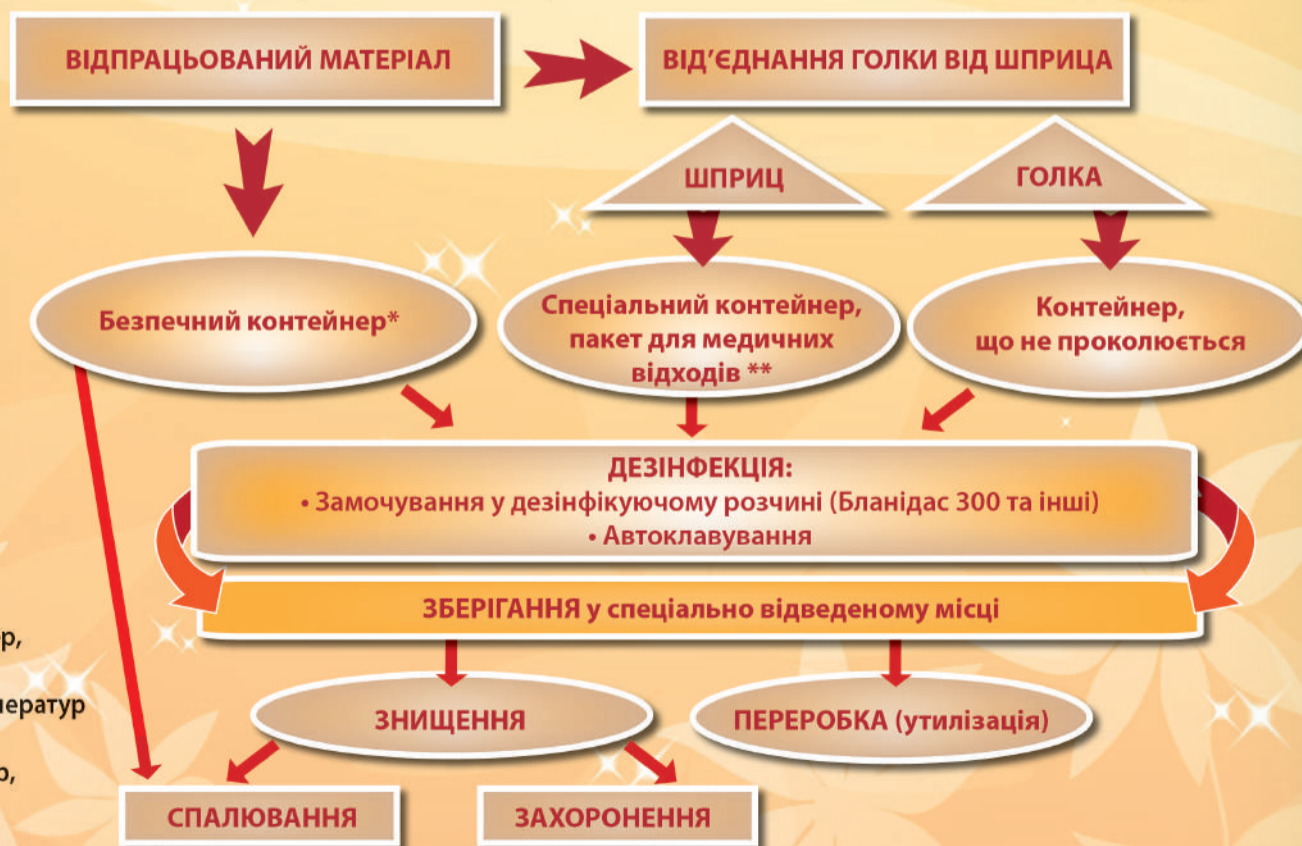 ВІДПРАЦЬОВАНИЙ МАТЕРІАЛ
ВІД’ЄДНАННЯ ГОЛКИ ВІД ШПРИЦА
ШПРИЦ
ГОЛКА
Безпечний контейнер*
Спеціальний контейнер,
пакет для медичних
відходів **
Контейнер,
що не проколюється
ДЕЗІНФЕКЦІЯ:
• Замочування у дезінфікуючому розчині (Бланідас 300 та інші)
• Автоклавування
ЗБЕРІГАННЯ у спеціально відведеному місці
ЗНИЩЕННЯ
ПЕРЕРОБКА (утилізація)
СПАЛЮВАННЯ
ЗАХОРОНЕННЯ